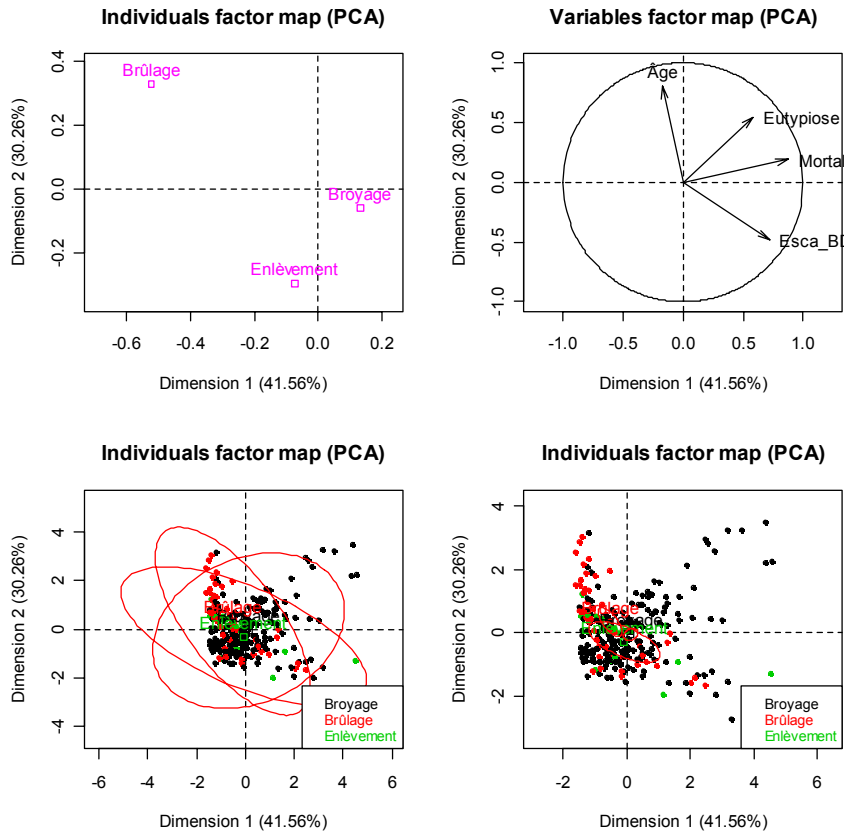 Individuals factor map (PCA)
Dimension 2 (30.26%)
0.4
0.2
0.0
-0.2
Brûlage
Broyage
Enlèvement
-0.6 -0.4 -0.2 0.0 0.2
Dimension 1 (41.56%)
Variables factor map (PCA)
Dimension 2 (30.26%)
1.0
0.5
0.0
-0.5
-1.0
Âge
Eutypiose
Mortal
Esca_BD
-1.0 -0.5 0.0 0.5 1.0
Dimension 1 (41.56%)
Individuals factor map (PCA)
Dimension 2 (30.26%)
4
2
0
-2
-4
Brûlage
Enlèvement
Broyage
Brûlage
Enlèvement
-6 -4 -2 0 2 4 6
Dimension 1 (41.56%)
Individuals factor map (PCA)
Dimension 2 (30.26%)
4
2
0
-2
Brûlage
Enlèvement
Broyage
Brûlage
Enlèvement
-2 0 2 4 6
Dimension 1 (41.56%)